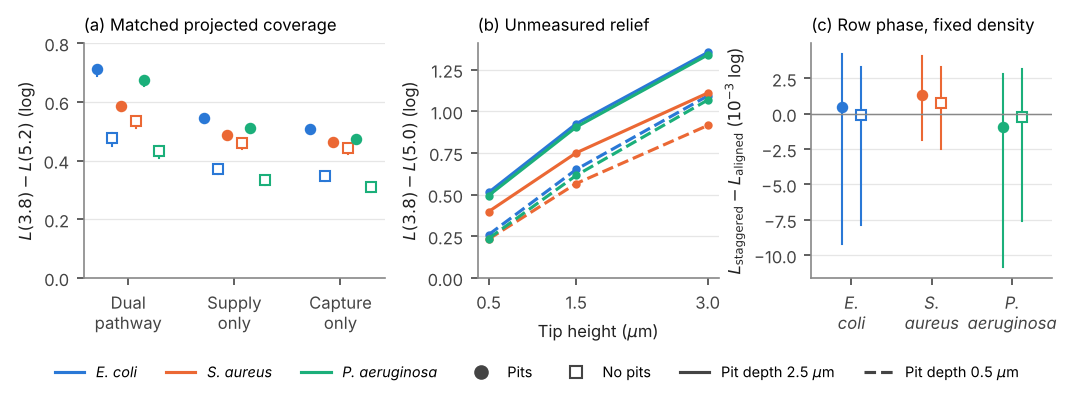 (a) Matched projected coverage
L(3.8) − L(5.2) (log)
0.8
0.6
0.4
0.2
0.0
Dual
pathway
Supply
only
Capture
only
(b) Unmeasured relief
L(3.8) − L(5.0) (log)
1.25
1.00
0.75
0.50
0.25
0.00
0.5
1.5
3.0
Tip height (μm)
(c) Row phase, fixed density
Lstaggered − Laligned (10⁻³ log)
2.5
0.0
−2.5
−5.0
−7.5
−10.0
E.
coli
S.
aureus
P.
aeruginosa
E. coli
S. aureus
P. aeruginosa
Pits
No pits
Pit depth 2.5 μm
Pit depth 0.5 μm